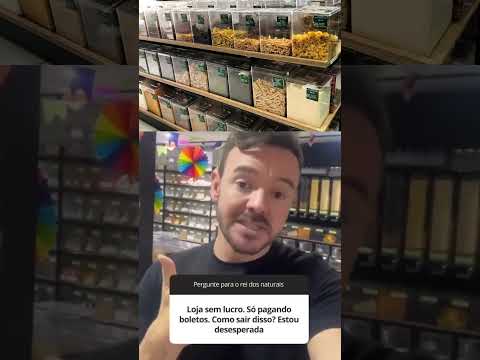 Pergunte para o rei dos naturais
Loja sem lucro. Só pagando
boletos. Como sair disso? Estou
desesperada